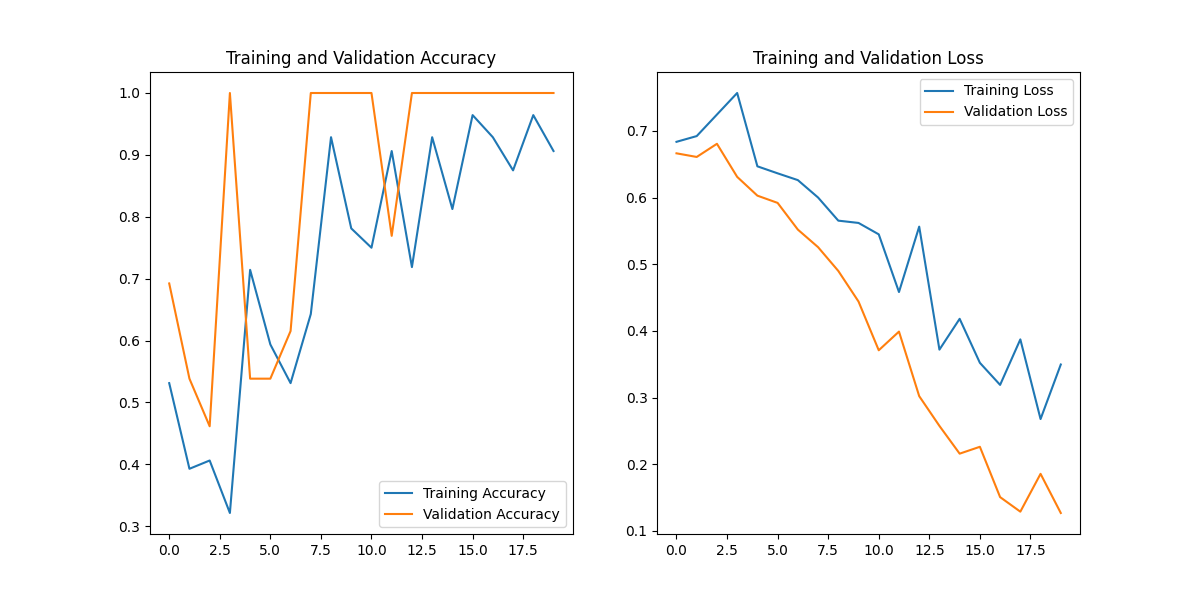 Training and Validation Accuracy
1.0
0.9
0.8
0.7
0.6
0.5
0.4
0.3
0.0 2.5 5.0 7.5 10.0 12.5 15.0 17.5
Training Accuracy
Validation Accuracy
Training and Validation Loss
0.7
0.6
0.5
0.4
0.3
0.2
0.1
0.0 2.5 5.0 7.5 10.0 12.5 15.0 17.5
Training Loss
Validation Loss